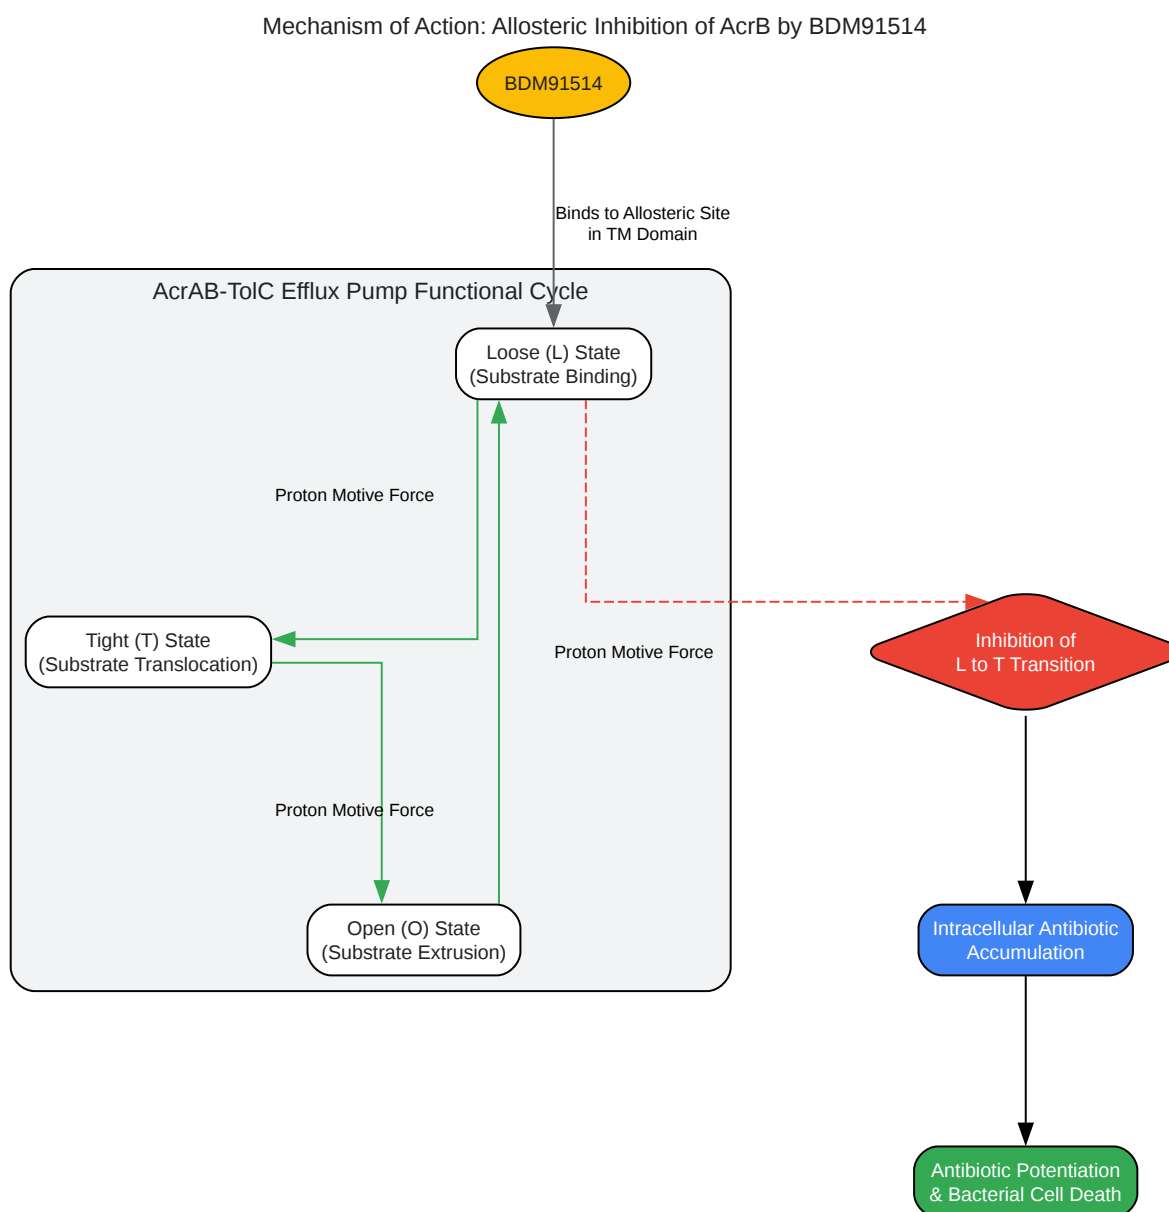 Mechanism of Action: Allosteric Inhibition of AcrB by BDM91514
BDM91514
Binds to Allosteric Site
in TM Domain
AcrAB-TolC Efflux Pump Functional Cycle
Loose (L) State
(Substrate Binding)
Proton Motive Force
Tight (T) State
(Substrate Translocation)
Proton Motive Force
Inhibition of
L to T Transition
Proton Motive Force
Open (O) State
(Substrate Extrusion)
Intracellular Antibiotic
Accumulation
Antibiotic Potentiation
& Bacterial Cell Death